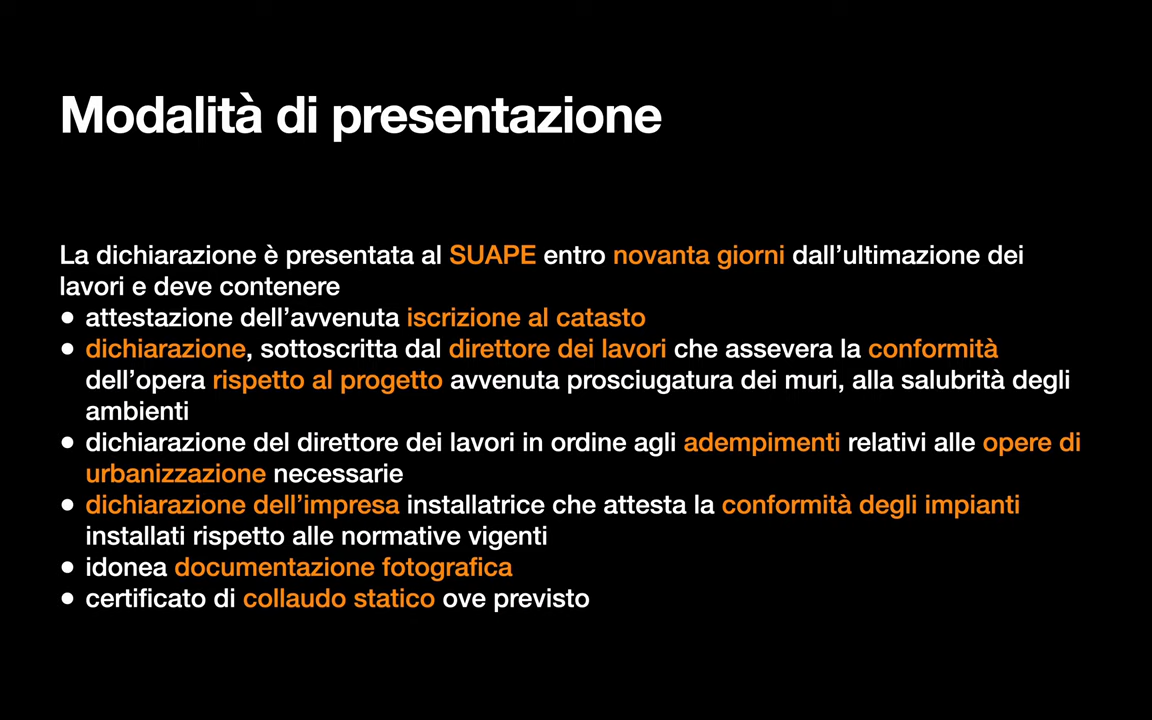 Modalità di presentazione
La dichiarazione è presentata al SUAPE entro novanta giorni dall’ultimazione dei
lavori e deve contenere
● attestazione dell’avvenuta iscrizione al catasto
● dichiarazione, sottoscritta dal direttore dei lavori che assevera la conformità
dell’opera rispetto al progetto avvenuta prosciugatura dei muri, alla salubrità degli
ambienti
● dichiarazione del direttore dei lavori in ordine agli adempimenti relativi alle opere di
urbanizzazione necessarie
● dichiarazione dell’impresa installatrice che attesta la conformità degli impianti
installati rispetto alle normative vigenti
● idonea documentazione fotografica
● certificato di collaudo statico ove previsto